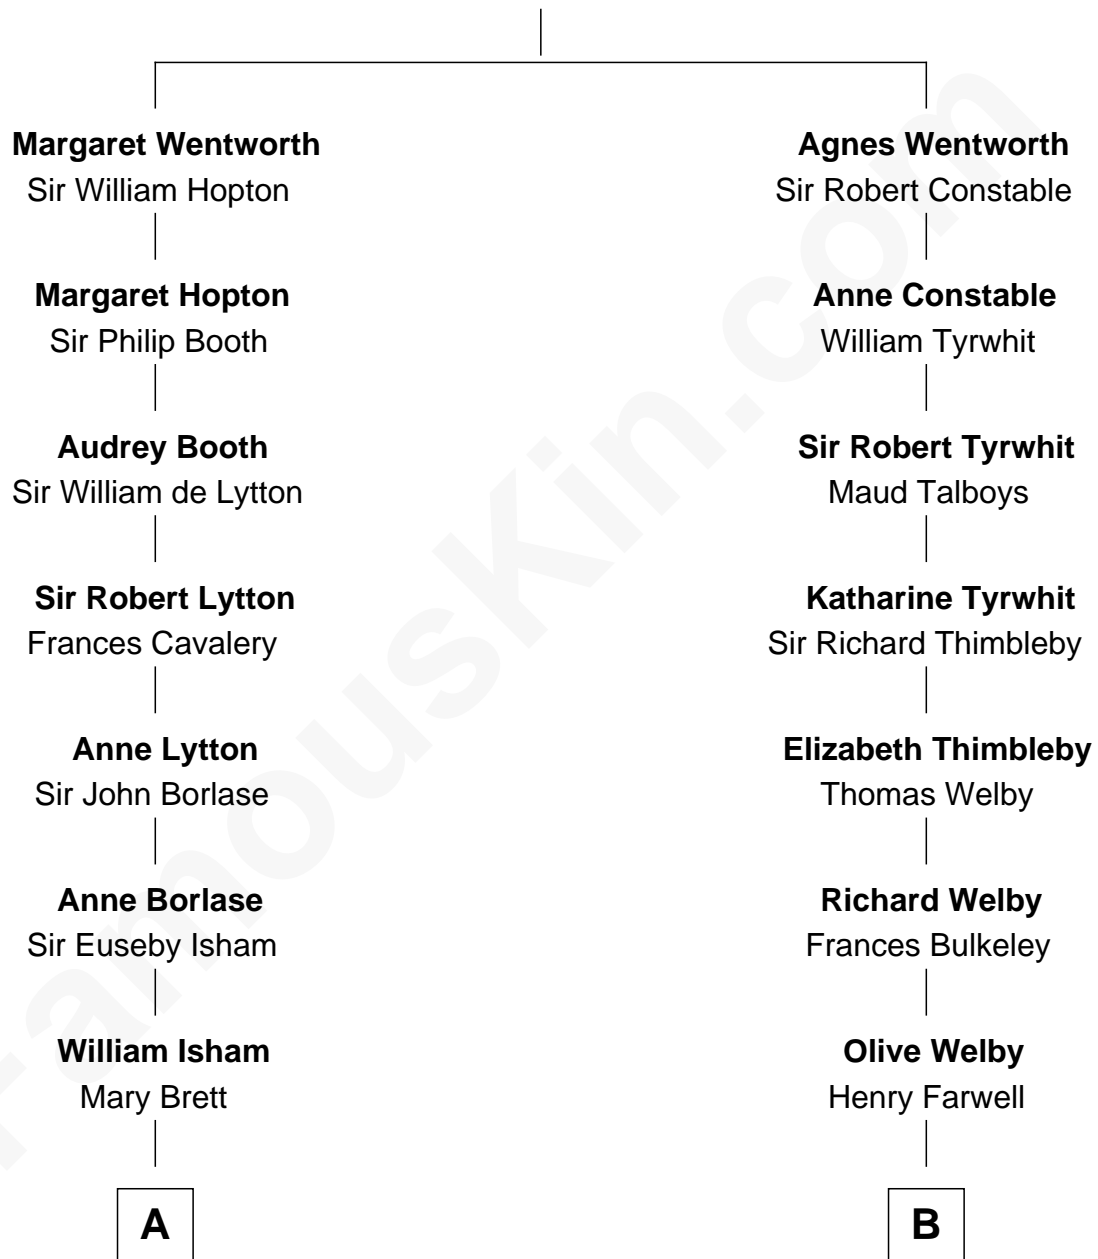 Margaret Wentworth
Sir William Hopton
Margaret Hopton
Sir Philip Booth
Audrey Booth
Sir William de Lytton
Sir Robert Lytton
Frances Cavalery
Anne Lytton
Sir John Borlase
Anne Borlase
Sir Euseby Isham
William Isham
Mary Brett
A
Agnes Wentworth
Sir Robert Constable
Anne Constable
William Tyrwhit
Sir Robert Tyrwhit
Maud Talboys
Katharine Tyrwhit
Sir Richard Thimbleby
Elizabeth Thimbleby
Thomas Welby
Richard Welby
Frances Bulkeley
Olive Welby
Henry Farwell
B
FamousKin.com